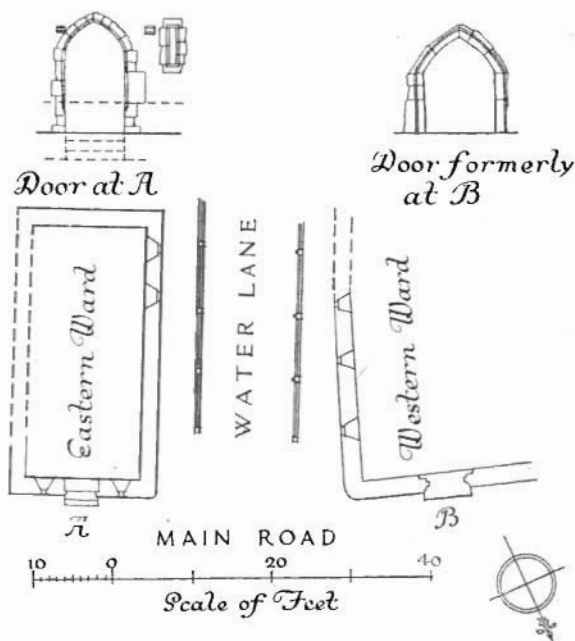 Door at A
Door formerly
at B
Eastern Ward
WATER LANE
Western Ward
A
B
MAIN ROAD
10 0 20 40
Scale of Feet
N